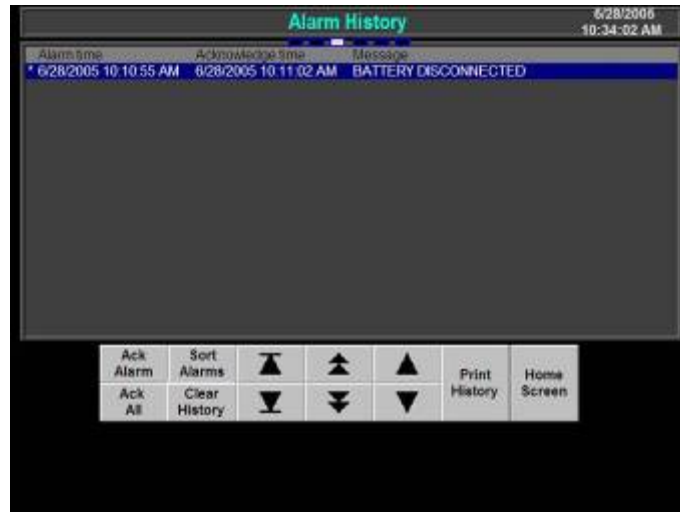 Alarm History
6/28/2005
10:34:02 AM
Alarm time Acknowledge time Message
* 6/28/2005 10:10:55 AM 6/28/2005 10:11:02 AM BATTERY DISCONNECTED
Ack Alarm
Sort Alarms
Ack All
Clear History
Print History
Home Screen